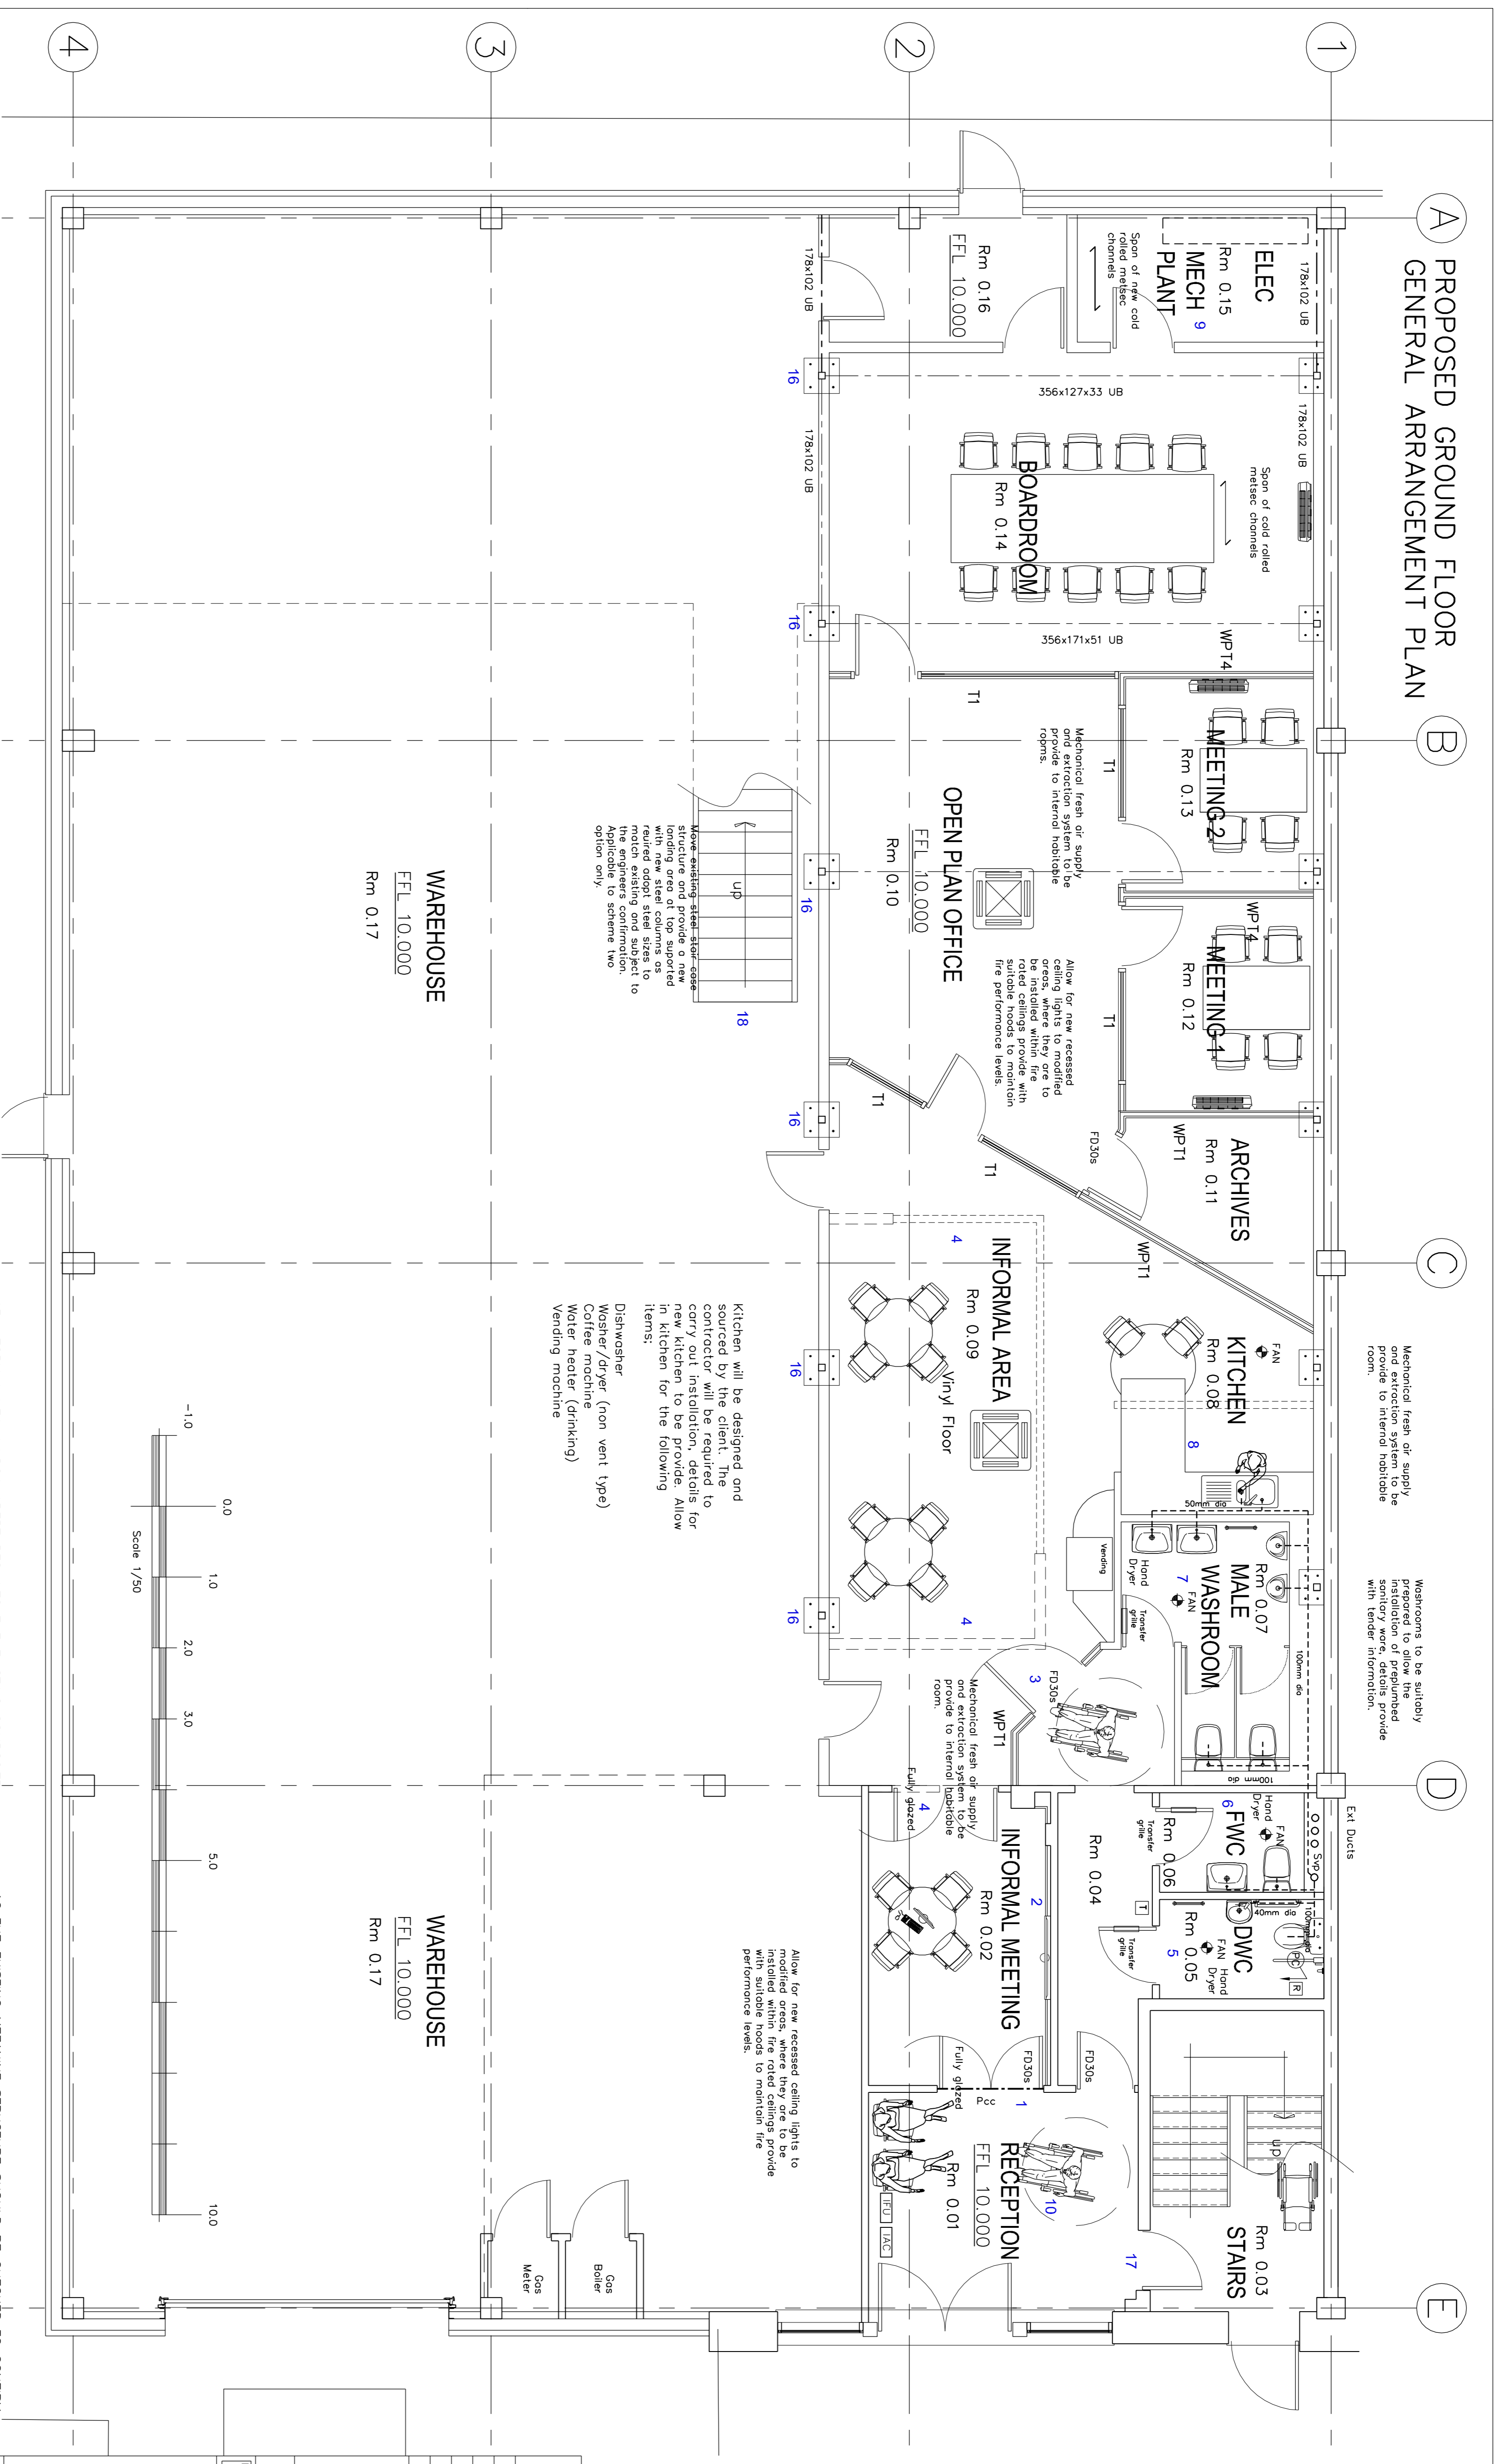 PROPOSED GROUND FLOOR
GENERAL ARRANGEMENT PLAN
A
B
C
D
E
1
2
3
4
ELEC
Rm 0.15
MECH
PLANT
9
178x102 UB
Span of new cold
rolled metsec
channels
Rm 0.16
FFL 10.000
178x102 UB
16
178x102 UB
356x127x33 UB
178x102 UB
Span of cold rolled
metsec channels
BOARDROOM
Rm 0.14
356x171x51 UB
16
WPT4
T1
MEETING 2
Rm 0.13
T1
Mechanical fresh air supply
and extraction system to be
provide to internal habitable
rooms.
OPEN PLAN OFFICE
FFL 10.000
Rm 0.10
16
WPT4
MEETING 1
Rm 0.12
T1
Allow for new recessed
ceiling lights to modified
areas, where they are to
be installed within fire
rated ceilings provide with
suitable hoods to maintain
fire performance levels.
T1
T1
16
up
18
Move existing steel stair case
structure and provide a new
landing area at top suported
with new steel columns as
reuired adopt steel sizes to
match existing and subject to
the engineers confirmation.
Applicable to scheme two
option only.
WAREHOUSE
FFL 10.000
Rm 0.17
ARCHIVES
Rm 0.11
WPT1
FD30s
WPT1
INFORMAL AREA
Rm 0.09
4
Vinyl Floor
16
4
16
KITCHEN
Rm 0.08
FAN
8
50mm dia
Mechanical fresh air supply
and extraction system to be
provide to internal habitable
room.
Kitchen will be designed and
sourced by the client. The
contractor will be required to
carry out installation, details for
new kitchen to be provide. Allow
in kitchen for the following
items;
Dishwasher
Washer/dryer (non vent type)
Coffee machine
Water heater (drinking)
Vending machine
Vending
Hand
Dryer
Rm 0.07
MALE
WASHROOM
7
FAN
Transfer
grille
100mm dia
100mm dia
Washrooms to be suitably
prepared to allow the
installation of preplumbed
sanitary ware, details provide
with tender information.
3
FD30s
WPT1
Mechanical fresh air supply
and extraction system to be
provide to internal habitable
room.
Fully glazed
4
Ext Ducts
Svp
Hand
Dryer
FAN
6
FWC
Rm 0.06
Transfer
grille
Rm 0.04
T
DWC
Rm 0.05
5
FAN
Hand
Dryer
40mm dia
100mm dia
PC
R
Transfer
grille
INFORMAL MEETING
Rm 0.02
2
FD30s
FD30s
Fully glazed
Pcc
1
RECEPTION
FFL 10.000
Rm 0.01
10
IFU
IAC
17
up
Rm 0.03
STAIRS
Allow for new recessed ceiling lights to
modified areas, where they are to be
installed within fire rated ceilings provide
with suitable hoods to maintain fire
performance levels.
WAREHOUSE
FFL 10.000
Rm 0.17
Gas
Boiler
Gas
Meter
-1.0
0.0
1.0
2.0
3.0
5.0
10.0
Scale 1/50